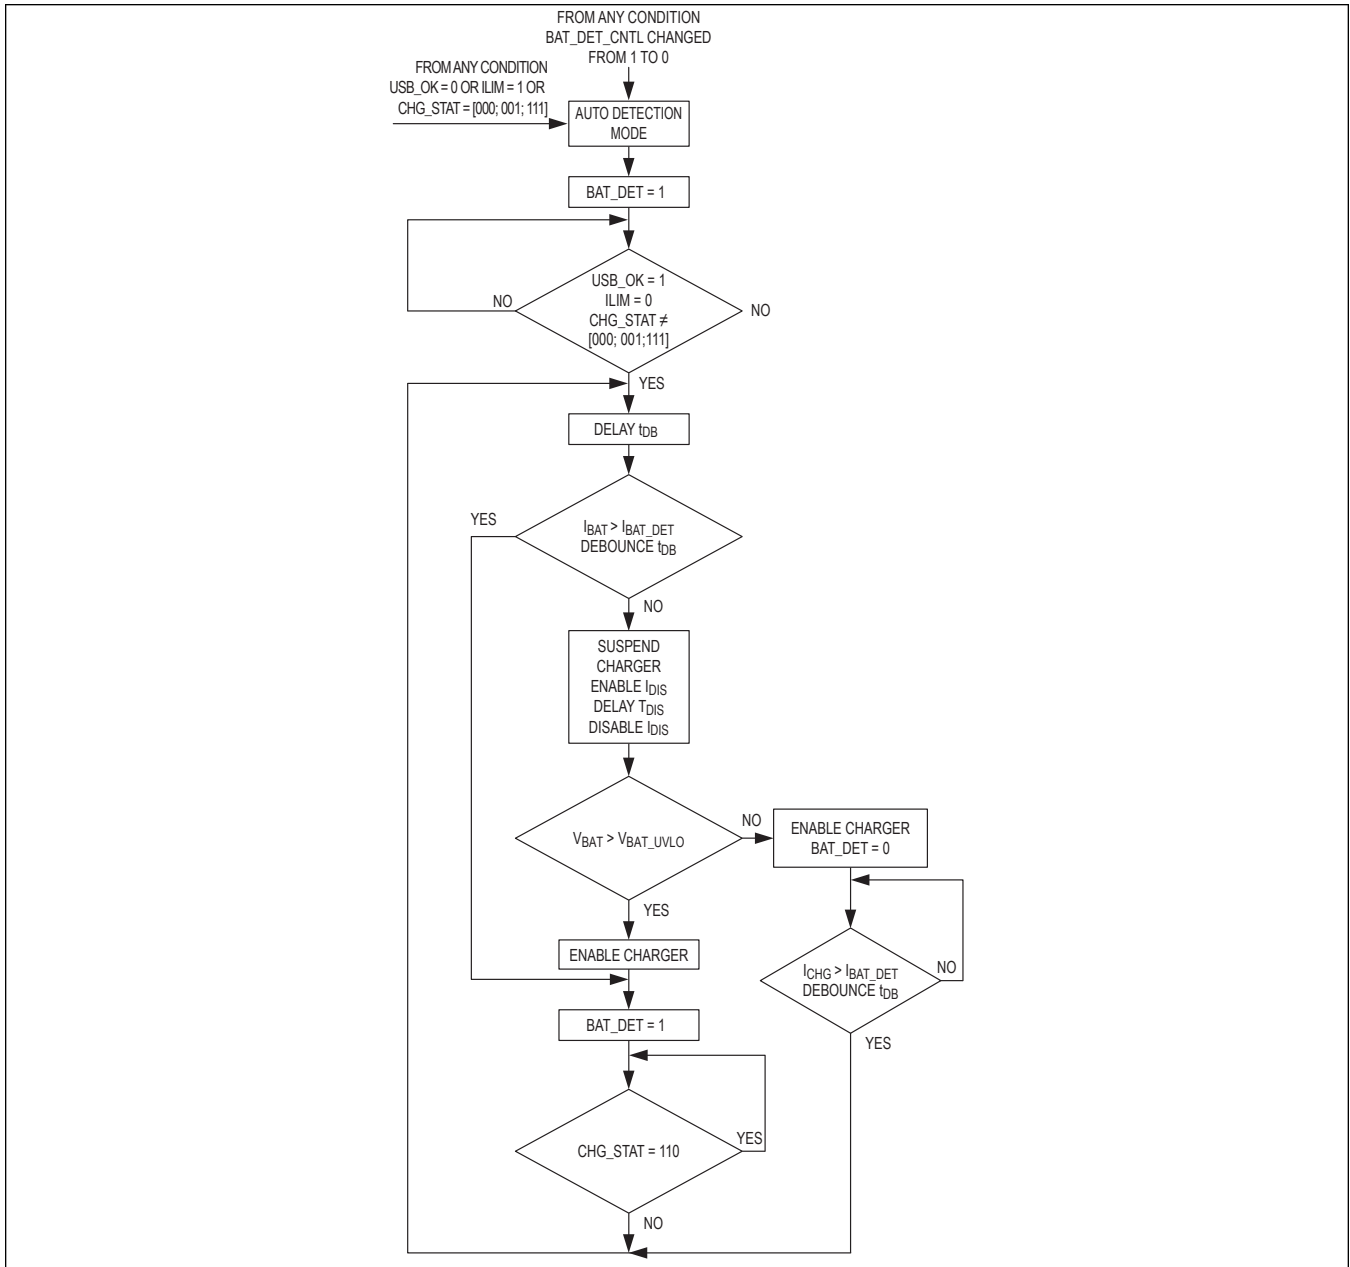 FROM ANY CONDITION
BAT_DET_CNTL CHANGED
FROM 1 TO 0
FROM ANY CONDITION
USB_OK = 0 OR ILIM = 1 OR
CHG_STAT = [000; 001; 111]
AUTO DETECTION
MODE
BAT_DET = 1
USB_OK = 1
ILIM = 0
CHG_STAT ≠
[000; 001;111]
NO
NO
YES
DELAY tDB
YES
IBAT > IBAT_DET
DEBOUNCE tDB
NO
SUSPEND
CHARGER
ENABLE IDIS
DELAY TDIS
DISABLE IDIS
VBAT > VBAT_UVLO
NO
ENABLE CHARGER
BAT_DET = 0
YES
ENABLE CHARGER
ICHG > IBAT_DET
DEBOUNCE tDB
NO
BAT_DET = 1
YES
CHG_STAT = 110
YES
NO